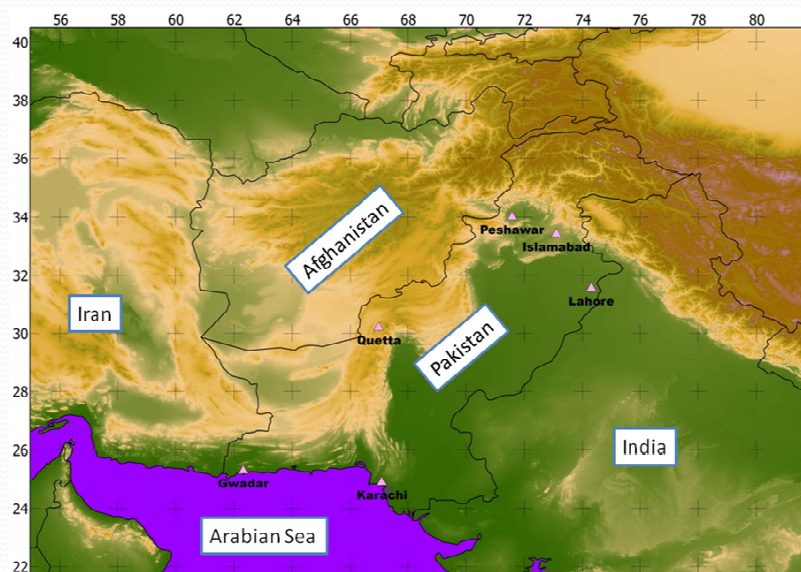 56 58 60 62 64 66 68 70 72 74 76 78 80
40
38
36
34
Peshawar
Islamabad
Afghanistan
32
Lahore
Iran
30
Quetta
Pakistan
28
26
India
Gwadar
Karachi
24
Arabian Sea
22